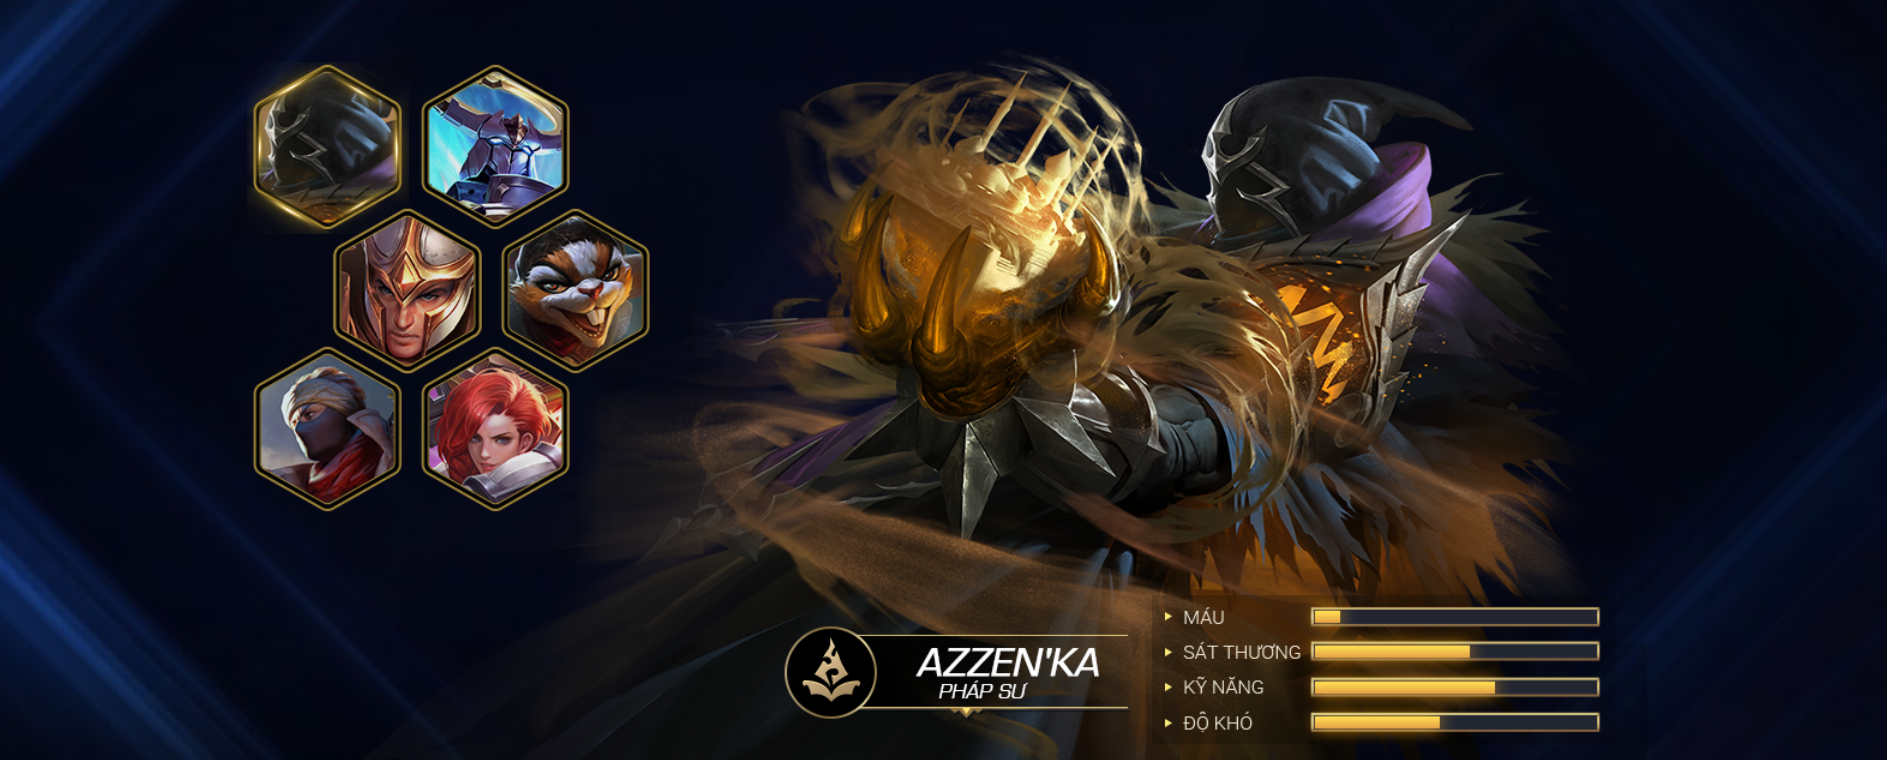 AZZEN'KA
PHÁP SƯ
MÁU
SÁT THƯƠNG
KỸ NĂNG
ĐỘ KHÓ